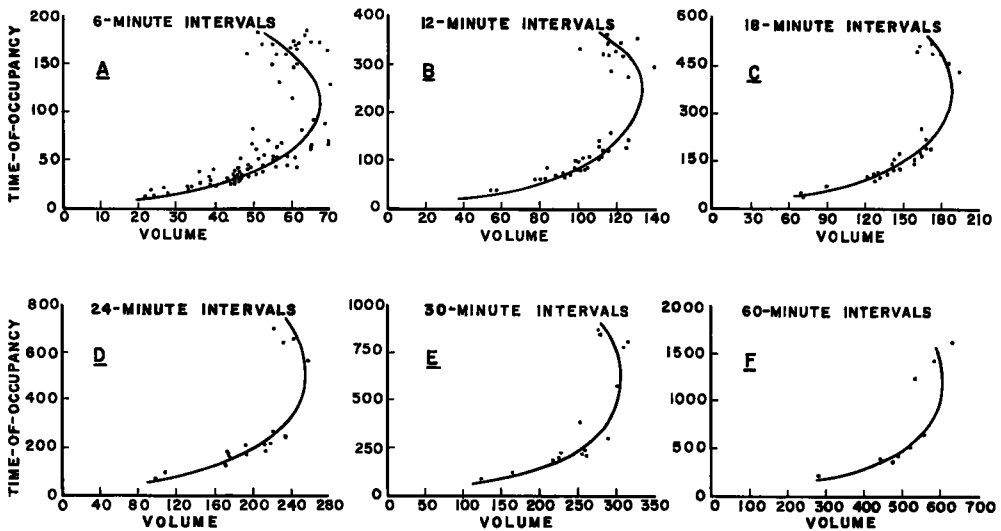 6-MINUTE INTERVALS
A
TIME-OF-OCCUPANCY
200
150
100
50
0
0 10 20 30 40 50 60 70
VOLUME
12-MINUTE INTERVALS
B
400
300
200
100
0
0 20 40 60 80 100 120 140
VOLUME
18-MINUTE INTERVALS
C
600
450
300
150
0
0 30 60 90 120 150 180 210
VOLUME
24-MINUTE INTERVALS
D
TIME-OF-OCCUPANCY
800
600
400
200
0
0 40 80 120 160 200 240 280
VOLUME
30-MINUTE INTERVALS
E
1000
750
500
250
0
0 50 100 150 200 250 300 350
VOLUME
60-MINUTE INTERVALS
F
2000
1500
1000
500
0
0 100 200 300 400 500 600 700
VOLUME